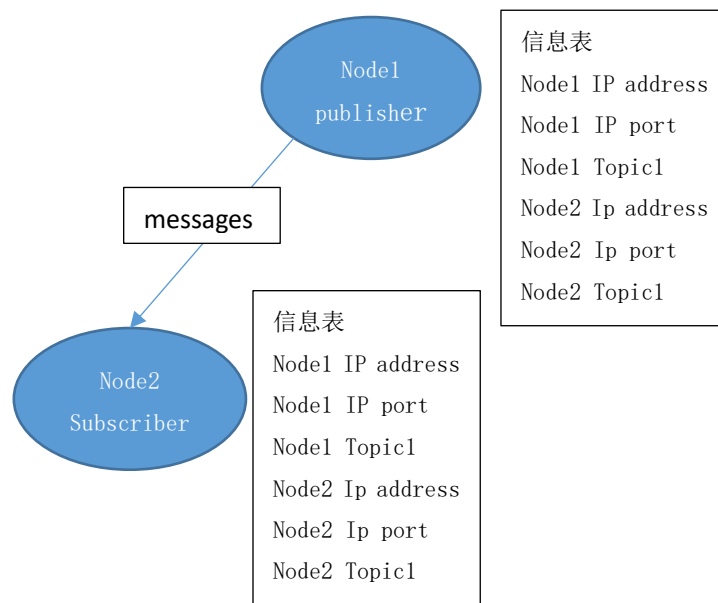 Node1
publisher
信息表
Node1 IP address
Node1 IP port
Node1 Topic1
Node2 Ip address
Node2 Ip port
Node2 Topic1
messages
Node2
Subscriber
信息表
Node1 IP address
Node1 IP port
Node1 Topic1
Node2 Ip address
Node2 Ip port
Node2 Topic1